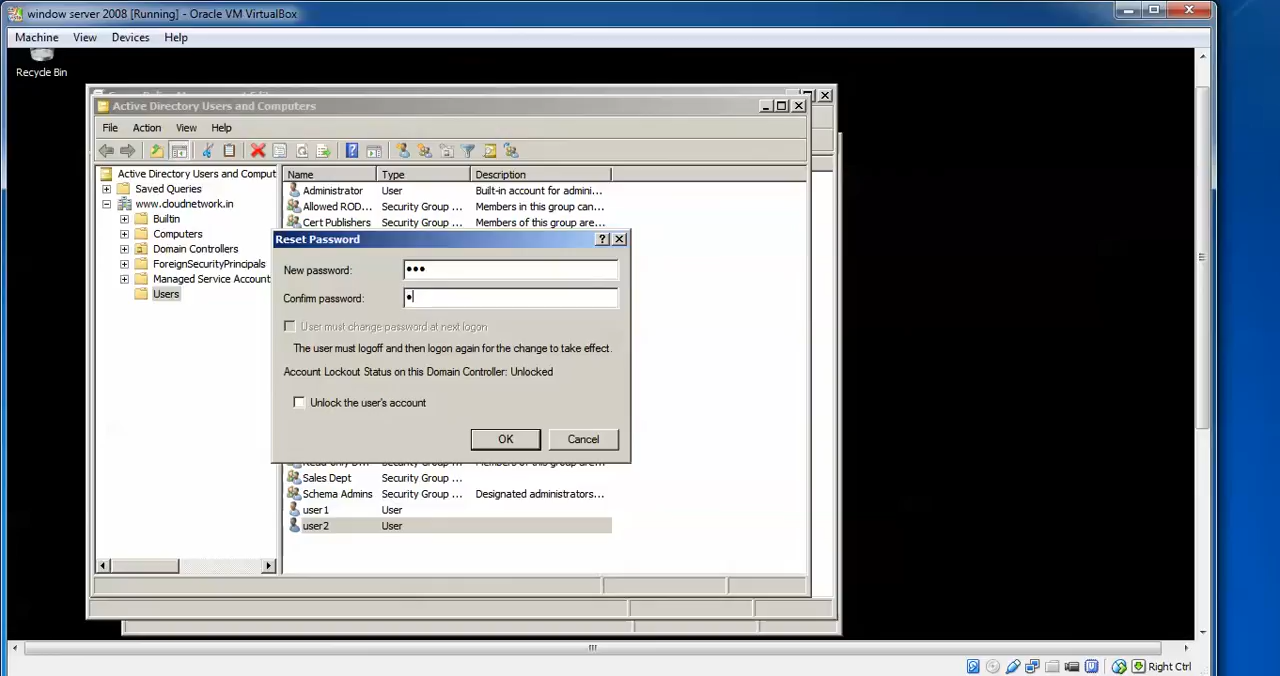 window server 2008 [Running] - Oracle VM VirtualBox
Machine View Devices Help
Recycle Bin
Active Directory Users and Computers
File Action View Help
Active Directory Users and Comput
Saved Queries
www.cloudnetwork.in
Builtin
Computers
Domain Controllers
ForeignSecurityPrincipals
Managed Service Account
Users
Name Type Description
Administrator User Built-in account for admini...
Allowed ROD... Security Group ... Members in this group can...
Cert Publishers Security Group ... Members of this group are...
Reset Password
New password:
Confirm password:
User must change password at next logon
The user must logoff and then logon again for the change to take effect.
Account Lockout Status on this Domain Controller: Unlocked
Unlock the user's account
OK Cancel
Sales Dept Security Group ...
Schema Admins Security Group ... Designated administrators...
user1 User
user2 User
Right Ctrl